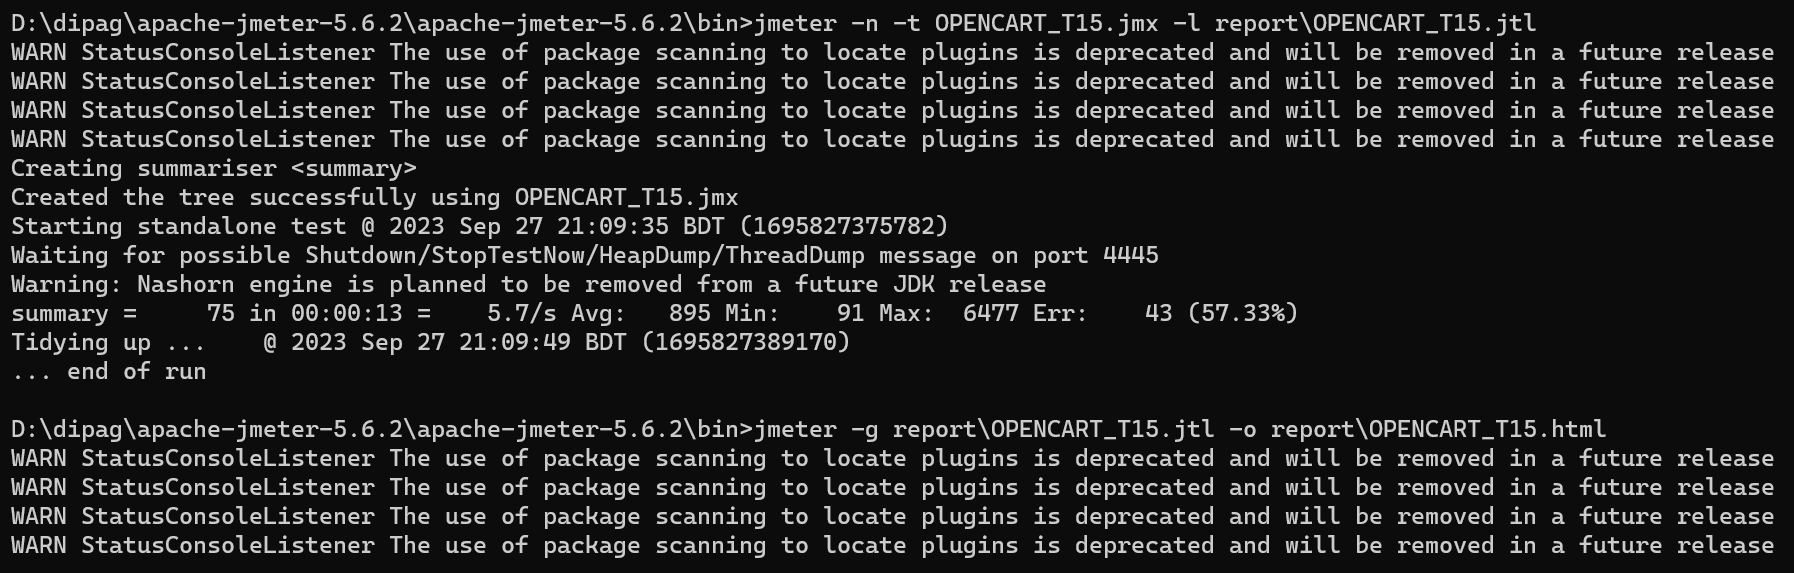 D:\dipag\apache-jmeter-5.6.2\apache-jmeter-5.6.2\bin>jmeter -n -t OPENCART_T15.jmx -l report\OPENCART_T15.jtl
WARN StatusConsoleListener The use of package scanning to locate plugins is deprecated and will be removed in a future release
WARN StatusConsoleListener The use of package scanning to locate plugins is deprecated and will be removed in a future release
WARN StatusConsoleListener The use of package scanning to locate plugins is deprecated and will be removed in a future release
WARN StatusConsoleListener The use of package scanning to locate plugins is deprecated and will be removed in a future release
Creating summariser <summary>
Created the tree successfully using OPENCART_T15.jmx
Starting standalone test @ 2023 Sep 27 21:09:35 BDT (1695827375782)
Waiting for possible Shutdown/StopTestNow/HeapDump/ThreadDump message on port 4445
Warning: Nashorn engine is planned to be removed from a future JDK release
summary =     75 in 00:00:13 =    5.7/s Avg:   895 Min:    91 Max:  6477 Err:    43 (57.33%)
Tidying up ...    @ 2023 Sep 27 21:09:49 BDT (1695827389170)
... end of run
D:\dipag\apache-jmeter-5.6.2\apache-jmeter-5.6.2\bin>jmeter -g report\OPENCART_T15.jtl -o report\OPENCART_T15.html
WARN StatusConsoleListener The use of package scanning to locate plugins is deprecated and will be removed in a future release
WARN StatusConsoleListener The use of package scanning to locate plugins is deprecated and will be removed in a future release
WARN StatusConsoleListener The use of package scanning to locate plugins is deprecated and will be removed in a future release
WARN StatusConsoleListener The use of package scanning to locate plugins is deprecated and will be removed in a future release